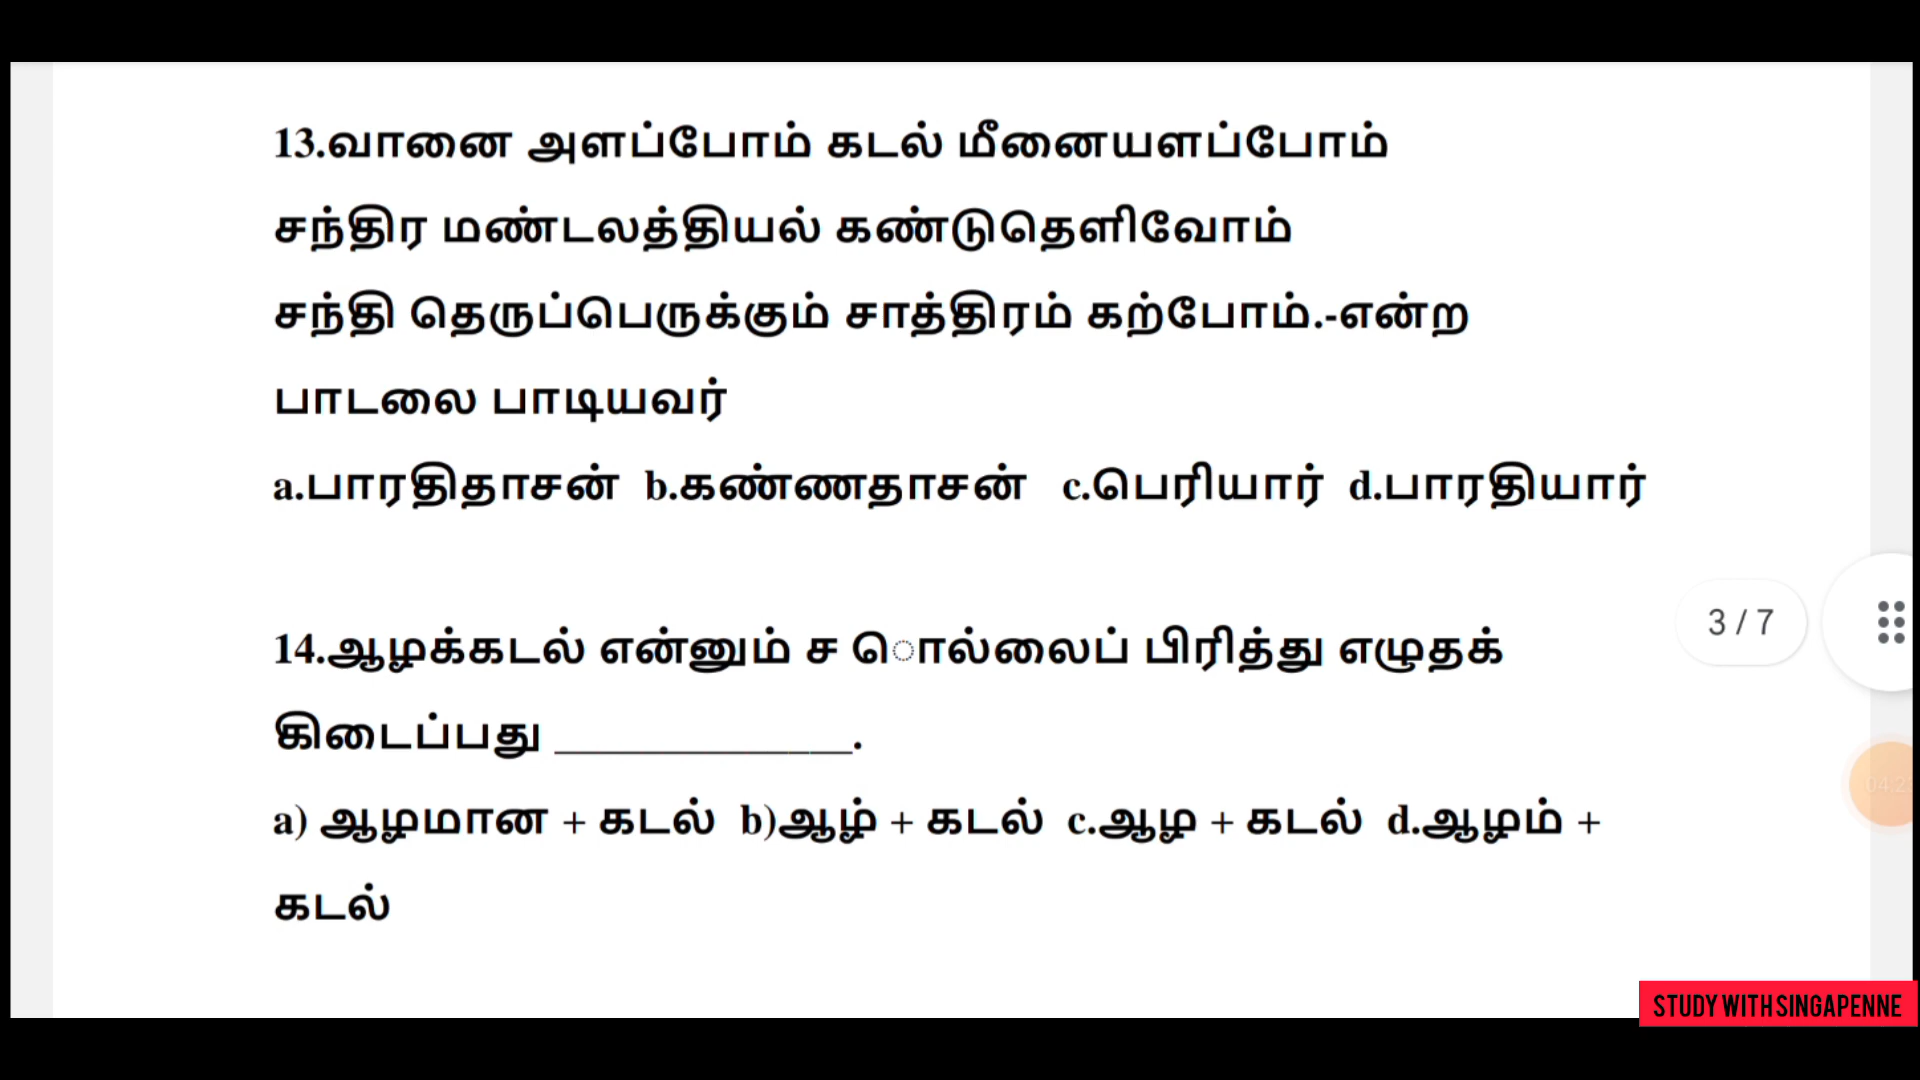 13.வானை அளப்போம் கடல் மீனையளப்போம்
சந்திர மண்டலத்தியல் கண்டுதெளிவோம்
சந்தி தெருப்பெருக்கும் சாத்திரம் கற்போம்.-என்ற
பாடலை பாடியவர்
a.பாரதிதாசன் b.கண்ணதாசன் c.பெரியார் d.பாரதியார்
3 / 7
14.ஆழக்கடல் என்னும் ச ொல்லைப் பிரித்து எழுதக்
கிடைப்பது ______________.
a) ஆழமான + கடல் b)ஆழ் + கடல் c.ஆழ + கடல் d.ஆழம் +
கடல்
STUDY WITH SINGAPENNE